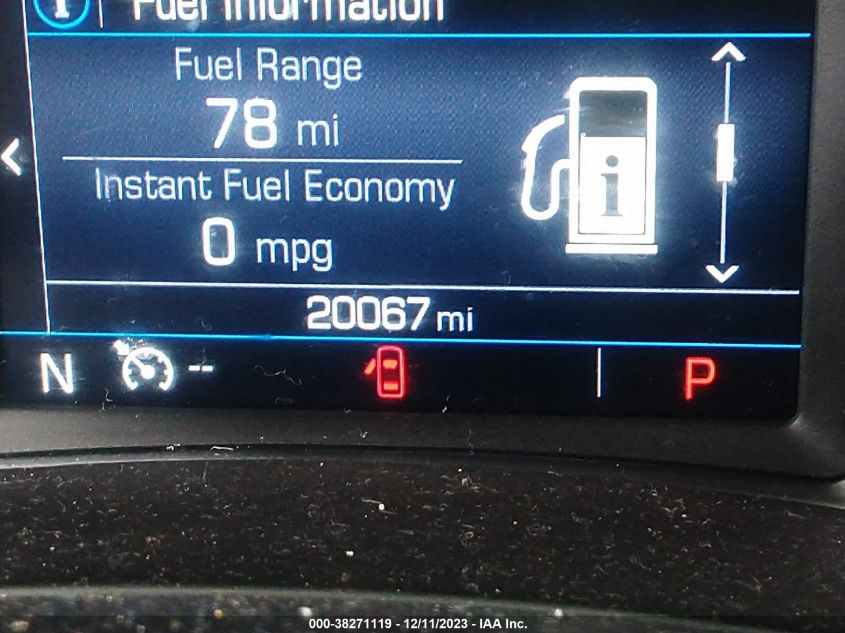 Fuel Information
Fuel Range
78 mi
Instant Fuel Economy
0 mpg
i
20067 mi
N -- P
000-38271119 - 12/11/2023 - IAA Inc.